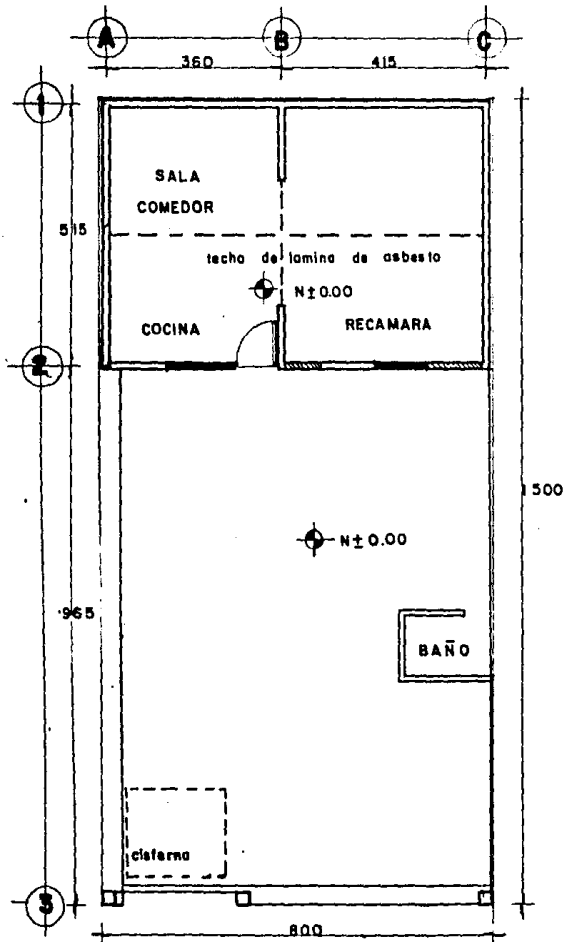 A B C
360 415
1
SALA
COMEDOR
515
techo de lamina de asbesto
N±0.00
COCINA RECAMARA
2
1500
N±0.00
965
BAÑO
cisterna
3
800